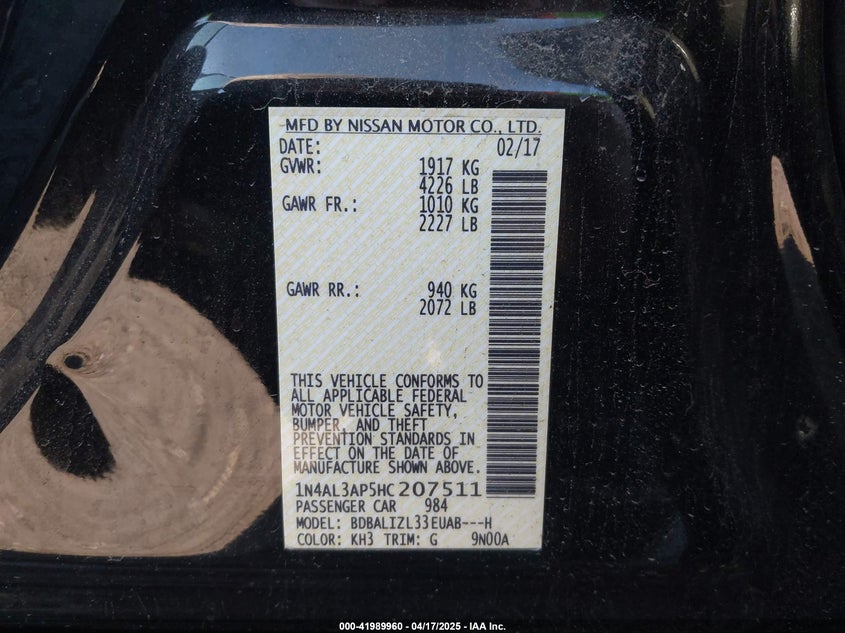 MFD BY NISSAN MOTOR CO., LTD.
DATE: 02/17
GVWR: 1917 KG
4226 LB
GAWR FR.: 1010 KG
2227 LB
GAWR RR.: 940 KG
2072 LB
THIS VEHICLE CONFORMS TO
ALL APPLICABLE FEDERAL
MOTOR VEHICLE SAFETY,
BUMPER, AND THEFT
PREVENTION STANDARDS IN
EFFECT ON THE DATE OF
MANUFACTURE SHOWN ABOVE.
1N4AL3AP5HC207511
PASSENGER CAR 984
MODEL: BDBALIZL33EUAB---H
COLOR: KH3 TRIM: G 9N00A
000-41989960 - 04/17/2025 - IAA Inc.